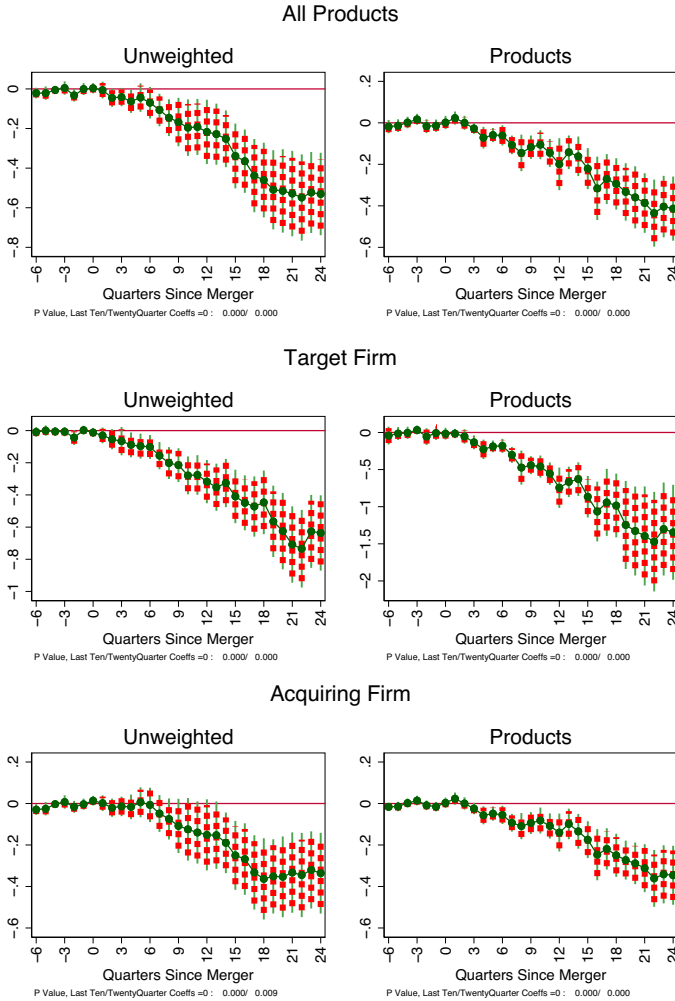 All Products
Unweighted
Products
0
-.2
-.4
-.6
-.8
.2
0
-.2
-.4
-.6
-6 -3 0 3 6 9 12 15 18 21 24
-6 -3 0 3 6 9 12 15 18 21 24
Quarters Since Merger
Quarters Since Merger
P Value, Last Ten/TwentyQuarter Coeffs =0 : 0.000/ 0.000
P Value, Last Ten/TwentyQuarter Coeffs =0 : 0.000/ 0.000
Target Firm
Unweighted
Products
0
-.2
-.4
-.6
-.8
-1
0
-.5
-1
-1.5
-2
-6 -3 0 3 6 9 12 15 18 21 24
-6 -3 0 3 6 9 12 15 18 21 24
Quarters Since Merger
Quarters Since Merger
P Value, Last Ten/TwentyQuarter Coeffs =0 : 0.000/ 0.000
P Value, Last Ten/TwentyQuarter Coeffs =0 : 0.000/ 0.000
Acquiring Firm
Unweighted
Products
.2
0
-.2
-.4
-.6
.2
0
-.2
-.4
-.6
-6 -3 0 3 6 9 12 15 18 21 24
-6 -3 0 3 6 9 12 15 18 21 24
Quarters Since Merger
Quarters Since Merger
P Value, Last Ten/TwentyQuarter Coeffs =0 : 0.000/ 0.009
P Value, Last Ten/TwentyQuarter Coeffs =0 : 0.000/ 0.000